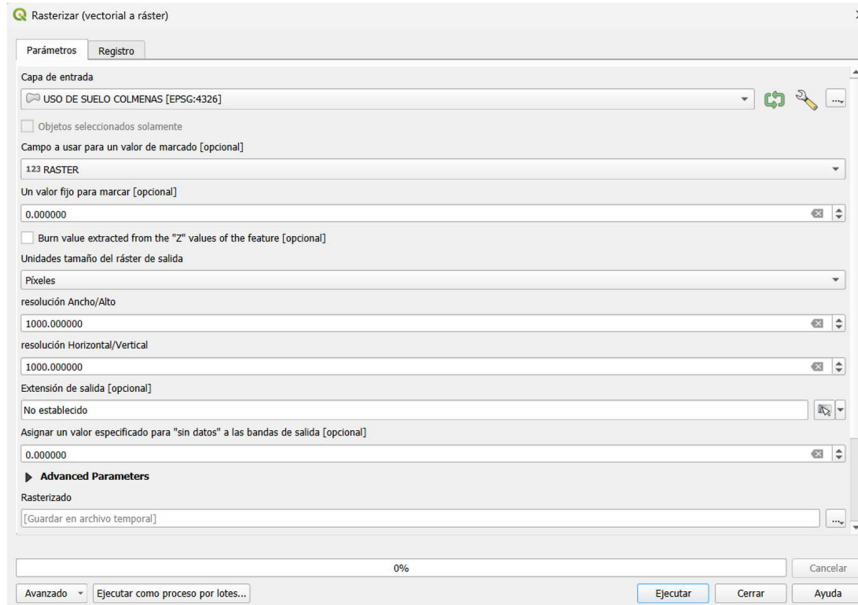 Rasterizar (vectorial a ráster)
Parámetros Registro
Capa de entrada
USO DE SUELO COLMENAS [EPSG:4326]
...
Objetos seleccionados solamente
Campo a usar para un valor de marcado [opcional]
123 RASTER
Un valor fijo para marcar [opcional]
0.000000
Burn value extracted from the "Z" values of the feature [opcional]
Unidades tamaño del ráster de salida
Píxeles
resolución Ancho/Alto
1000.000000
resolución Horizontal/Vertical
1000.000000
Extensión de salida [opcional]
No establecido
Asignar un valor especificado para "sin datos" a las bandas de salida [opcional]
0.000000
Advanced Parameters
Rasterizado
[Guardar en archivo temporal]
...
0% Cancelar
Avanzado Ejecutar como proceso por lotes... Ejecutar Cerrar Ayuda